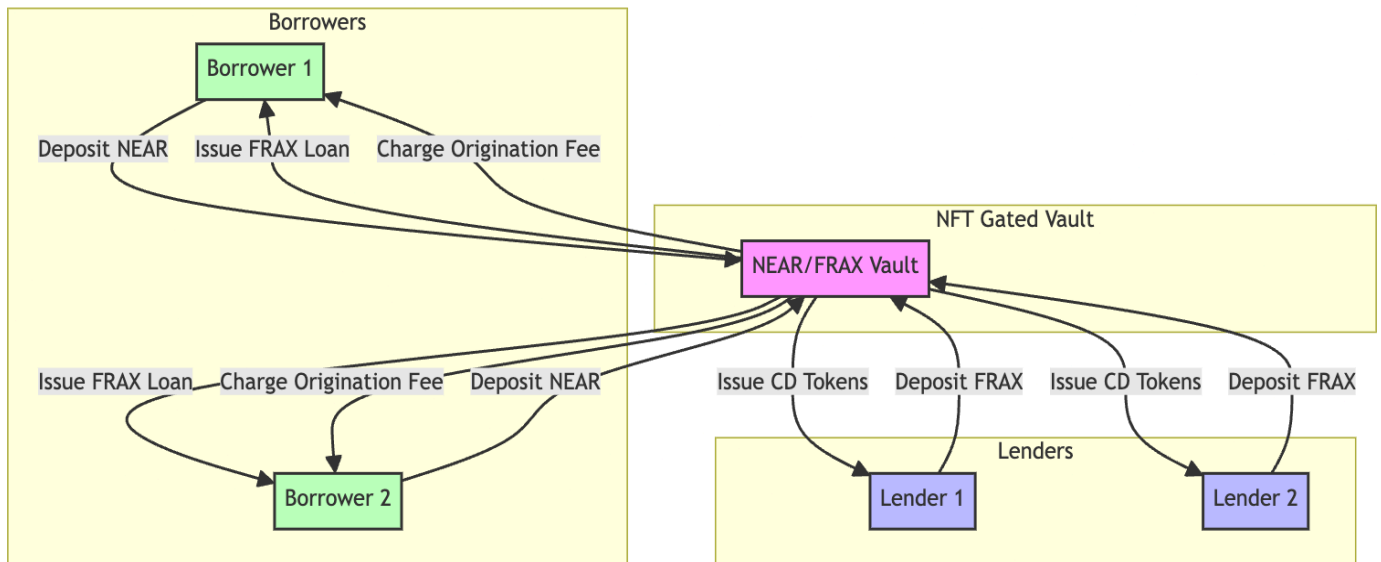 Borrowers
Borrower 1
Deposit NEAR
Issue FRAX Loan
Charge Origination Fee
NFT Gated Vault
NEAR/FRAX Vault
Issue FRAX Loan
Charge Origination Fee
Deposit NEAR
Issue CD Tokens
Deposit FRAX
Issue CD Tokens
Deposit FRAX
Borrower 2
Lenders
Lender 1
Lender 2